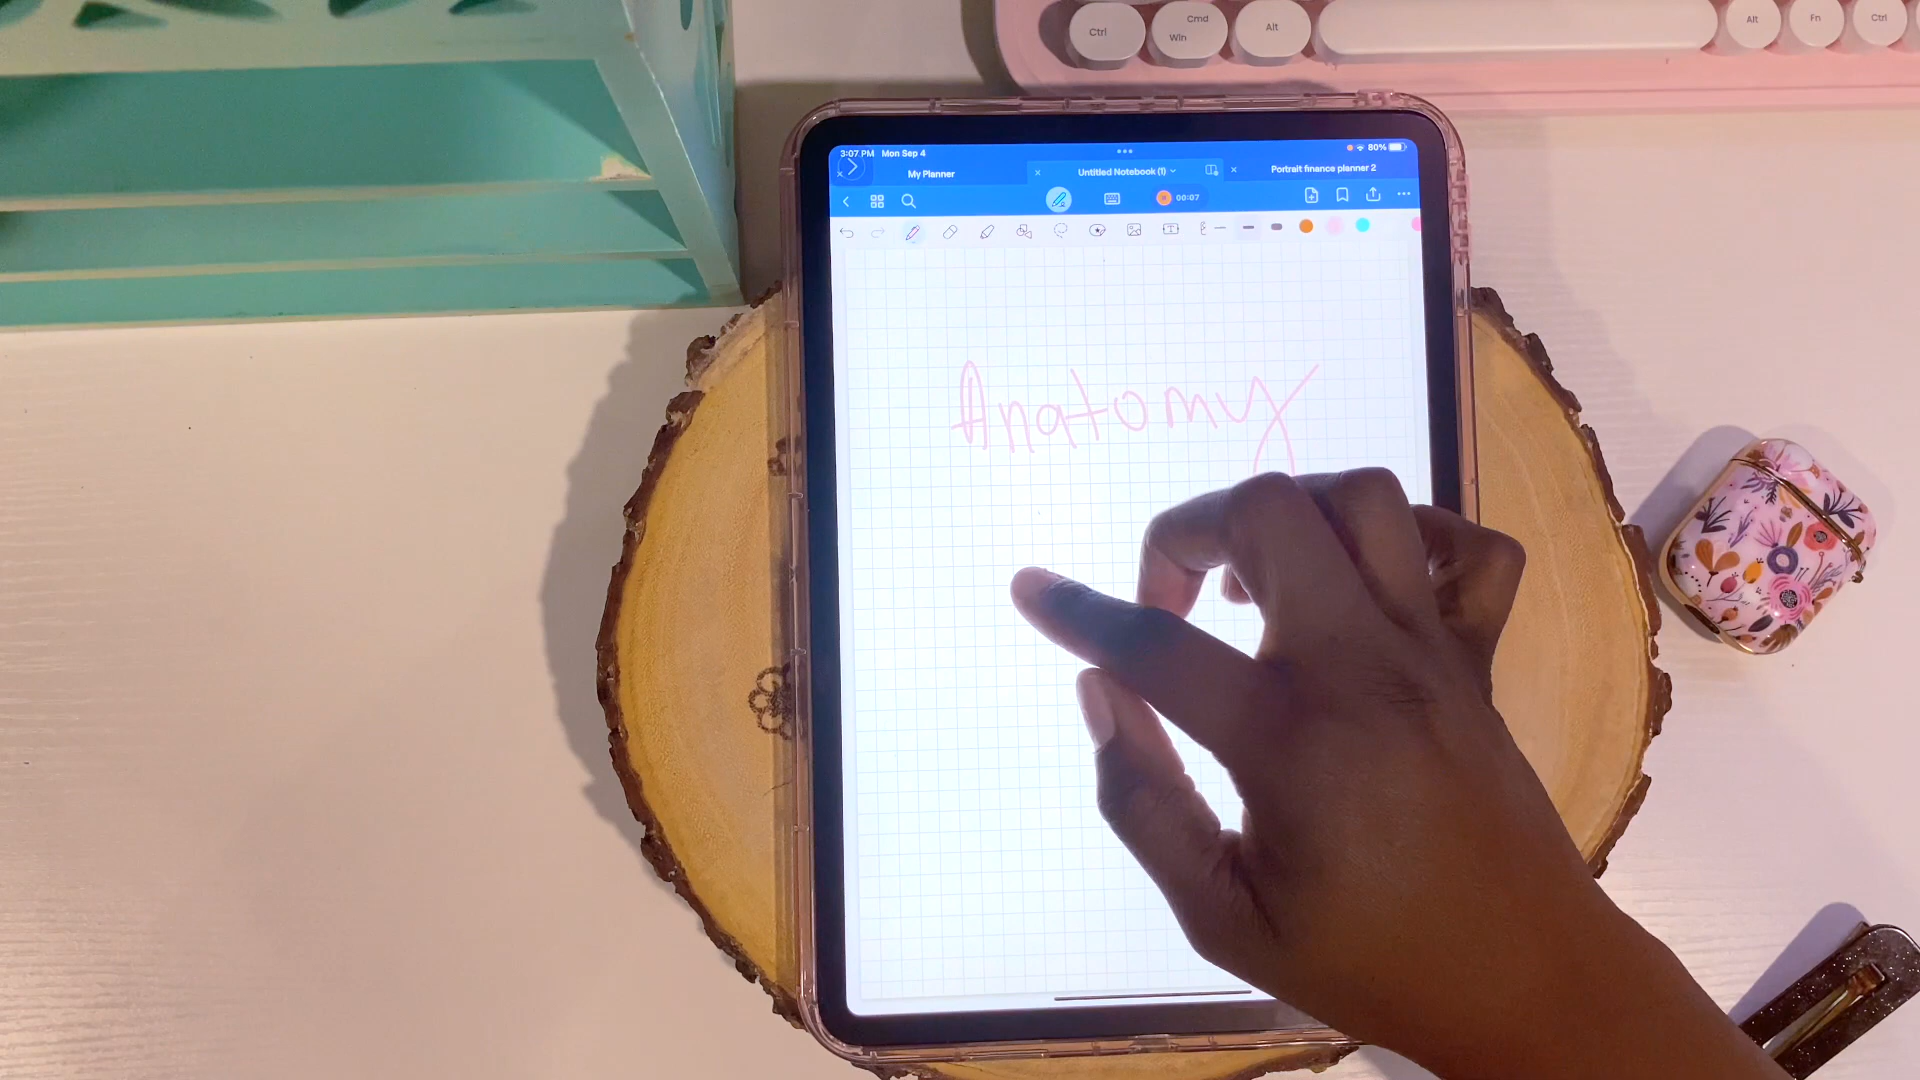 Ctrl
Cmd
Win
Alt
Alt
Fn
Ctrl
3:07 PM Mon Sep 4
80%
My Planner
Untitled Notebook (1)
Portrait finance planner 2
00:07
Anatomy